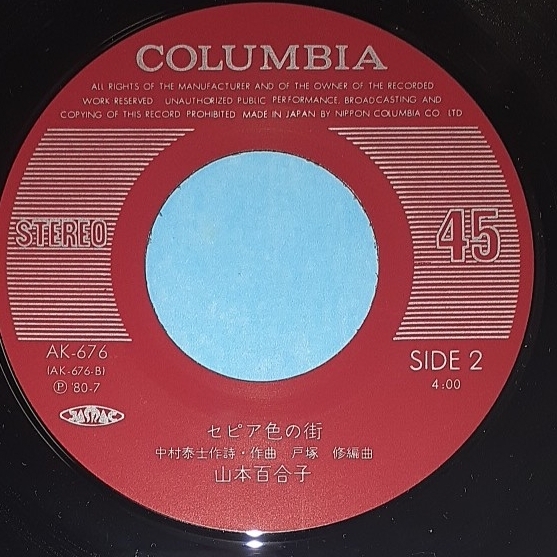 COLUMBIA
ALL RIGHTS OF THE MANUFACTURER AND OF THE OWNER OF THE RECORDED
WORK RESERVED UNAUTHORIZED PUBLIC PERFORMANCE, BROADCASTING AND
COPYING OF THIS RECORD PROHIBITED MADE IN JAPAN BY NIPPON COLUMBIA CO. LTD
STEREO
45
AK-676
(AK-676-B)
Ⓟ '80-7
JASRAC
SIDE 2
4:00
セピア色の街
中村泰士作詩・作曲 戸塚 修編曲
山本百合子